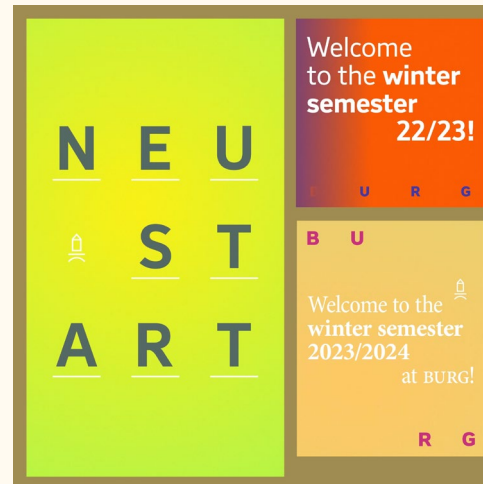 N E U
S T
A R T
Welcome
to the winter
semester
22/23!
U R G
B U
Welcome to the
winter semester
2023/2024
at BURG!
R G